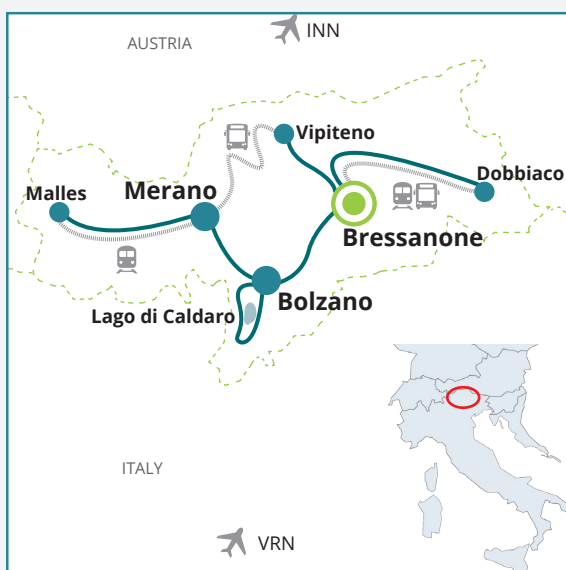 INN
AUSTRIA
Vipiteno
Dobbiaco
Malles
Merano
Bressanone
Bolzano
Lago di Caldaro
ITALY
VRN